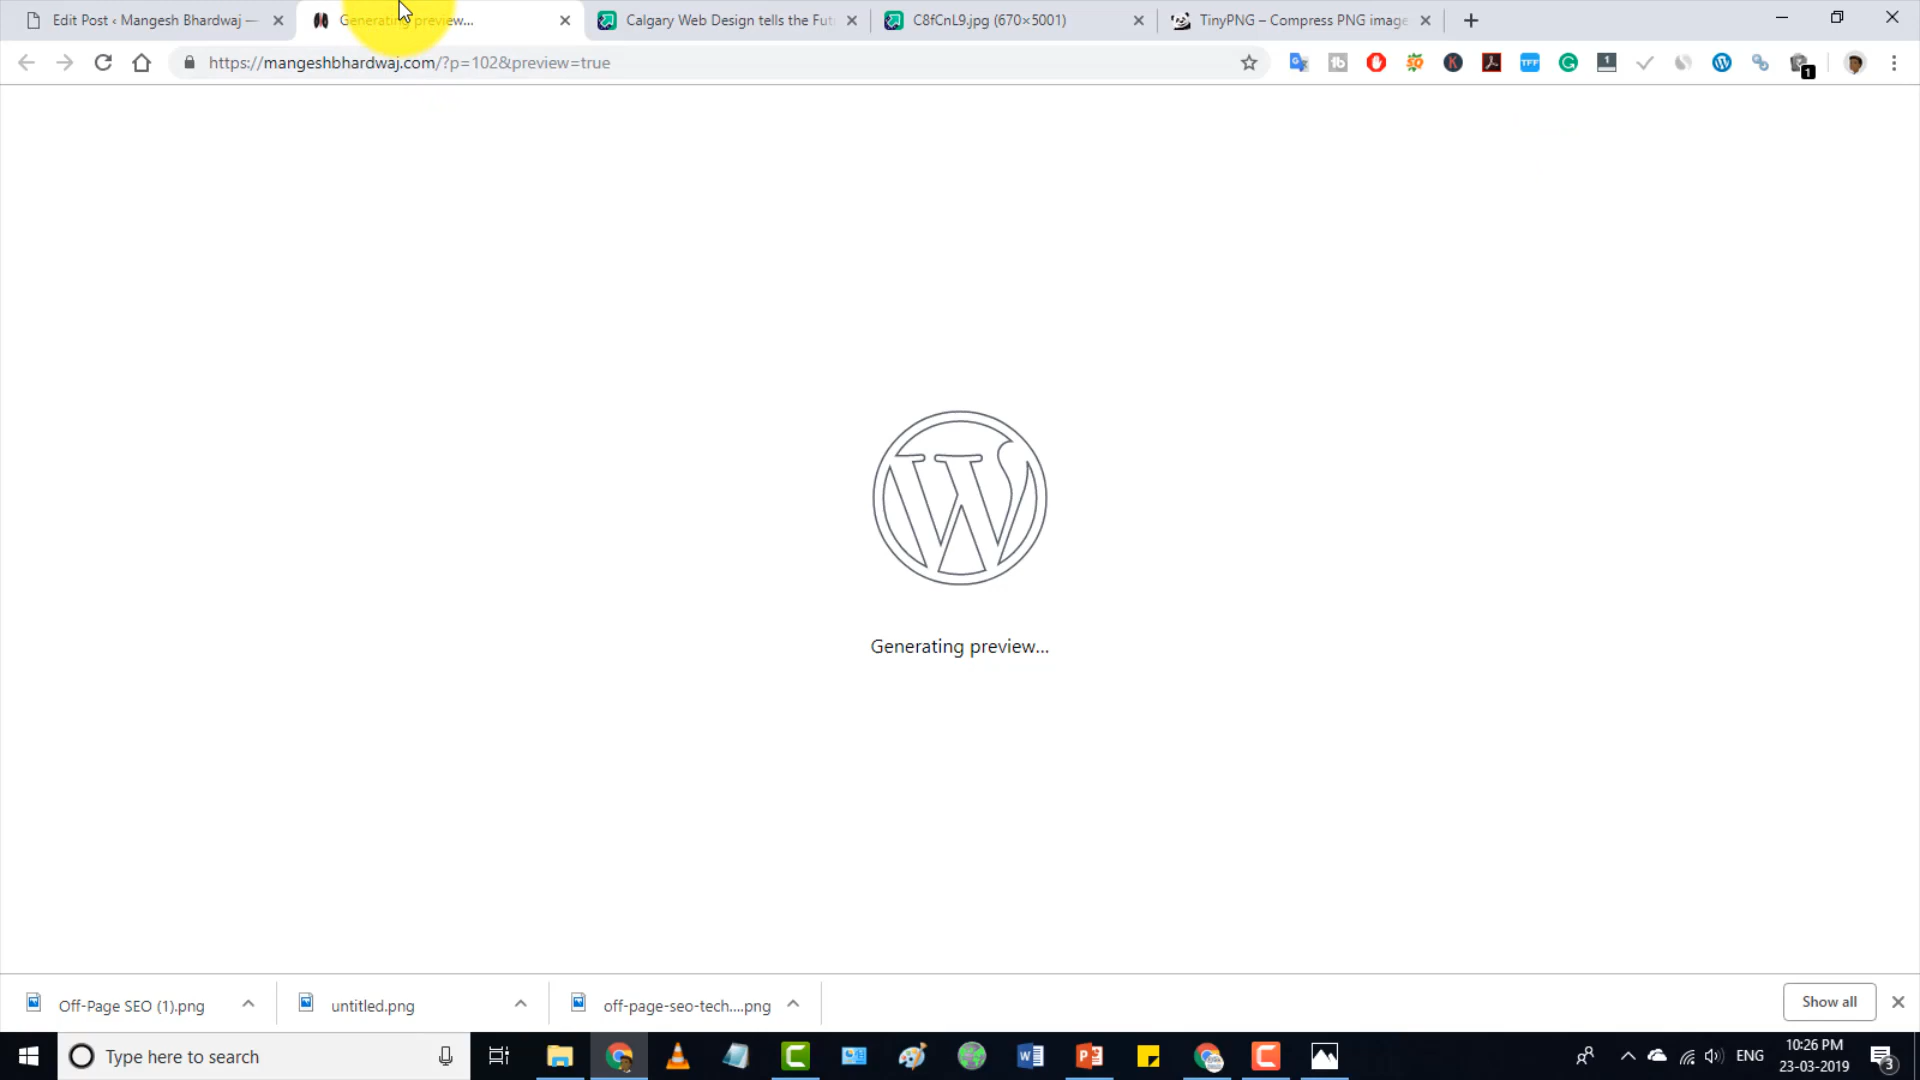 Edit Post ‹ Mangesh Bhardwaj —
Generating preview...
Calgary Web Design tells the Fut
C8fCnL9.jpg (670×5001)
TinyPNG – Compress PNG image
https://mangeshbhardwaj.com/?p=102&preview=true
Generating preview...
Off-Page SEO (1).png
untitled.png
off-page-seo-tech....png
Show all
Type here to search
ENG
10:26 PM
23-03-2019
3